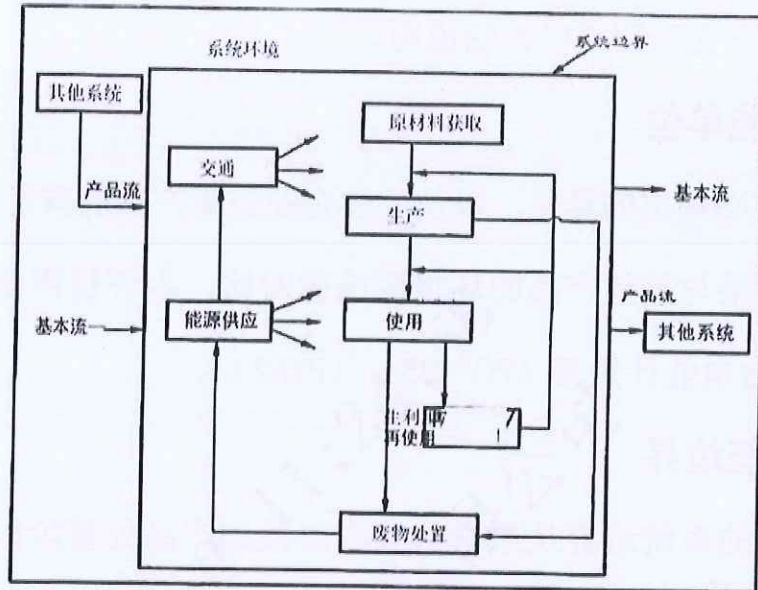 系统环境
系统边界
其他系统
原材料获取
交通
产品流
基本流
生产
产品流
基本流
能源供应
使用
其他系统
生利
再使用
废物处置